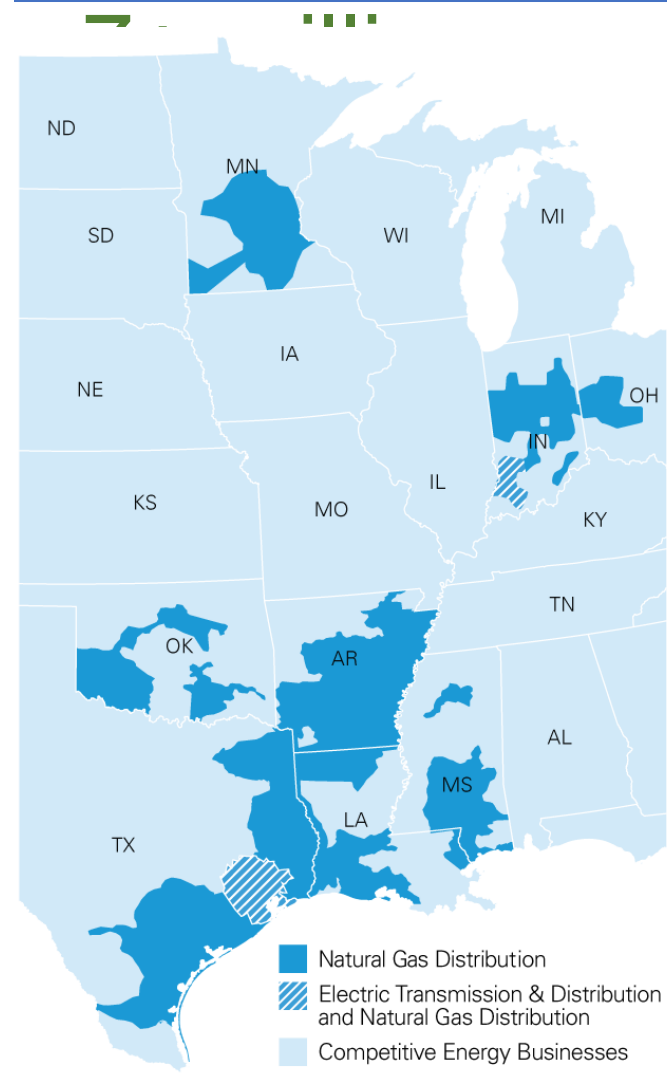 ND
MN
MI
SD
WI
IA
NE
OH
IN
IL
KS
MO
KY
TN
OK
AR
AL
MS
LA
TX
Natural Gas Distribution
Electric Transmission & Distribution
and Natural Gas Distribution
Competitive Energy Businesses